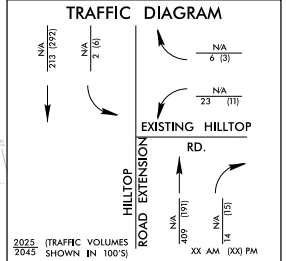 TRAFFIC DIAGRAM
N/A
213 (292)
N/A
2 (6)
N/A
6 (3)
N/A
23 (11)
EXISTING HILLTOP
RD.
HILLTOP
ROAD EXTENSION
N/A
409 (191)
N/A
14 (15)
XX AM (XX) PM
2025 (TRAFFIC VOLUMES
2045 SHOWN IN 100'S)